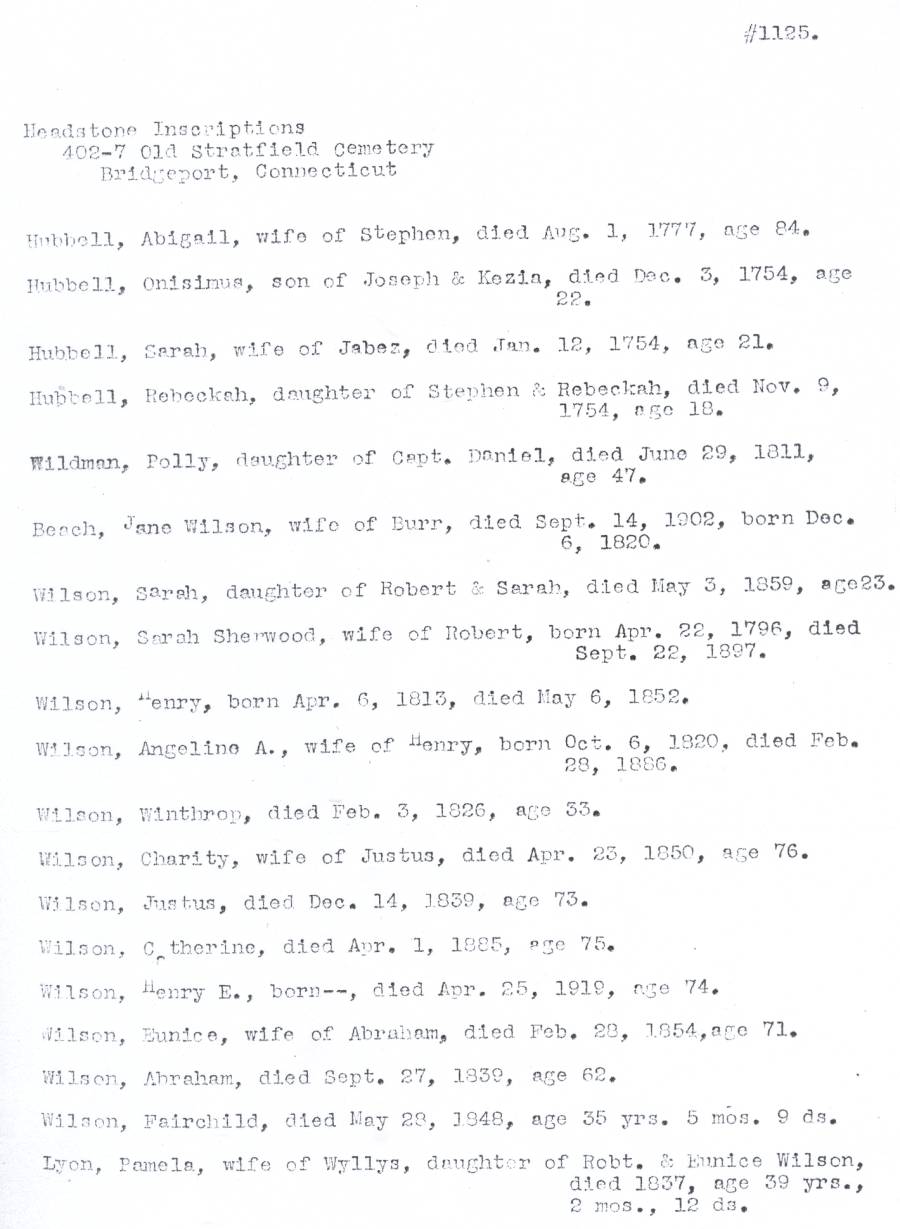 #1125.
Headstone Inscriptions
402-7 Old Stratfield Cemetery
Bridgeport, Connecticut
Hubbell, Abigail, wife of Stephen, died Aug. 1, 1777, age 84.
Hubbell, Onisimus, son of Joseph & Kezia, died Dec. 3, 1754, age
22.
Hubbell, Sarah, wife of Jabez, died Jan. 12, 1754, age 21.
Hubbell, Rebeckah, daughter of Stephen & Rebeckah, died Nov. 9,
1754, age 18.
Wildman, Polly, daughter of Capt. Daniel, died June 29, 1811,
age 47.
Beach, Jane Wilson, wife of Burr, died Sept. 14, 1902, born Dec.
6, 1820.
Wilson, Sarah, daughter of Robert & Sarah, died May 3, 1859, age23.
Wilson, Sarah Sherwood, wife of Robert, born Apr. 22, 1796, died
Sept. 22, 1897.
Wilson, Henry, born Apr. 6, 1813, died May 6, 1852.
Wilson, Angeline A., wife of Henry, born Oct. 6, 1820, died Feb.
28, 1886.
Wilson, Winthrop, died Feb. 3, 1826, age 33.
Wilson, Charity, wife of Justus, died Apr. 23, 1850, age 76.
Wilson, Justus, died Dec. 14, 1839, age 73.
Wilson, C therine, died Apr. 1, 1885, age 75.
Wilson, Henry E., born--, died Apr. 25, 1919, age 74.
Wilson, Eunice, wife of Abraham, died Feb. 28, 1854,age 71.
Wilson, Abraham, died Sept. 27, 1839, age 62.
Wilson, Fairchild, died May 29, 1848, age 35 yrs. 5 mos. 9 ds.
Lyon, Pamela, wife of Wyllys, daughter of Robt. & Eunice Wilson,
died 1837, age 39 yrs.,
2 mos., 12 ds.